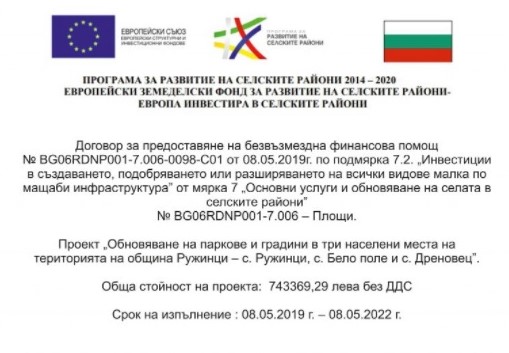 ЕВРОПЕЙСКИ СЪЮЗ
ЕВРОПЕЙСКИ СТРУКТУРНИ И
ИНВЕСТИЦИОННИ ФОНДОВЕ
ПРОГРАМА ЗА
РАЗВИТИЕ НА
СЕЛСКИТЕ РАЙОНИ
ПРОГРАМА ЗА РАЗВИТИЕ НА СЕЛСКИТЕ РАЙОНИ 2014 – 2020
ЕВРОПЕЙСКИ ЗЕМЕДЕЛСКИ ФОНД ЗА РАЗВИТИЕ НА СЕЛСКИТЕ РАЙОНИ-
ЕВРОПА ИНВЕСТИРА В СЕЛСКИТЕ РАЙОНИ
Договор за предоставяне на безвъзмездна финансова помощ
№ BG06RDNP001-7.006-0098-C01 от 08.05.2019г. по подмярка 7.2. „Инвестиции
в създаването, подобряването или разширяването на всички видове малка по
мащаби инфраструктура” от мярка 7 „Основни услуги и обновяване на селата в
селските райони”
№ BG06RDNP001-7.006 – Площи.
Проект „Обновяване на паркове и градини в три населени места на
територията на община Ружинци – с. Ружинци, с. Бело поле и с. Дреновец”.
Обща стойност на проекта: 743369,29 лева без ДДС
Срок на изпълнение : 08.05.2019 г. – 08.05.2022 г.